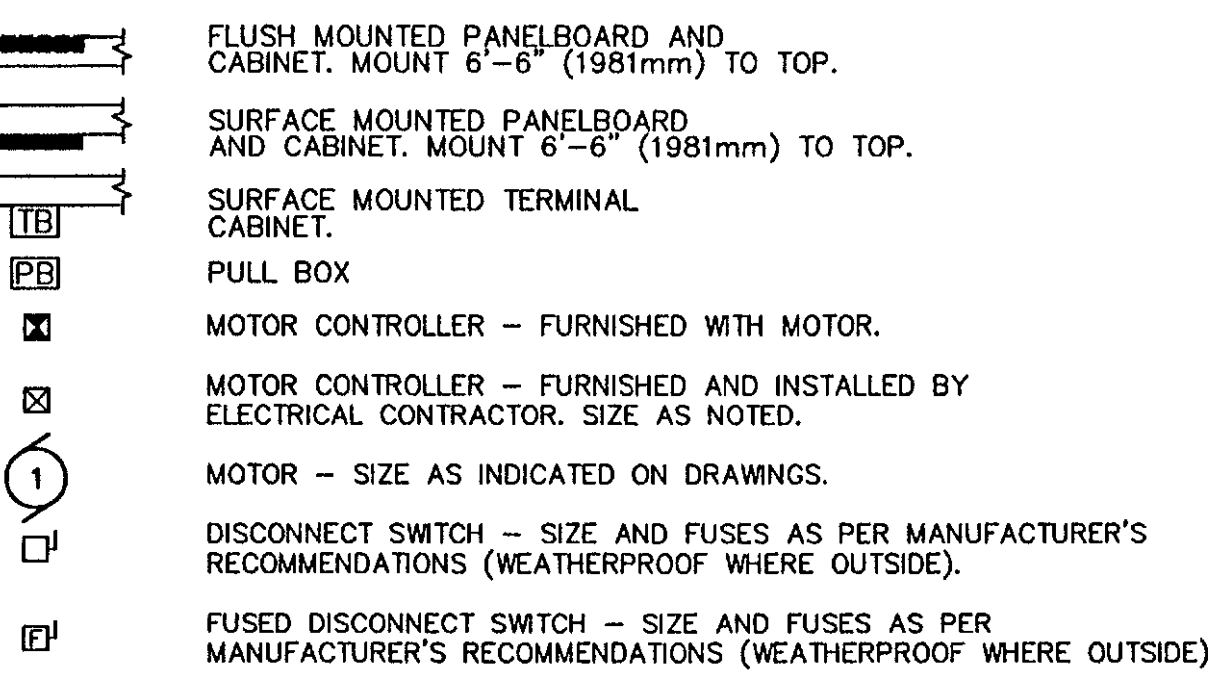 FLUSH MOUNTED PANELBOARD AND
CABINET. MOUNT 6'-6" (1981mm) TO TOP.
SURFACE MOUNTED PANELBOARD
AND CABINET. MOUNT 6'-6" (1981mm) TO TOP.
TB SURFACE MOUNTED TERMINAL
CABINET.
PB PULL BOX
MOTOR CONTROLLER – FURNISHED WITH MOTOR.
MOTOR CONTROLLER – FURNISHED AND INSTALLED BY
ELECTRICAL CONTRACTOR. SIZE AS NOTED.
1 MOTOR – SIZE AS INDICATED ON DRAWINGS.
DISCONNECT SWITCH – SIZE AND FUSES AS PER MANUFACTURER'S
RECOMMENDATIONS (WEATHERPROOF WHERE OUTSIDE).
F FUSED DISCONNECT SWITCH – SIZE AND FUSES AS PER
MANUFACTURER'S RECOMMENDATIONS (WEATHERPROOF WHERE OUTSIDE)